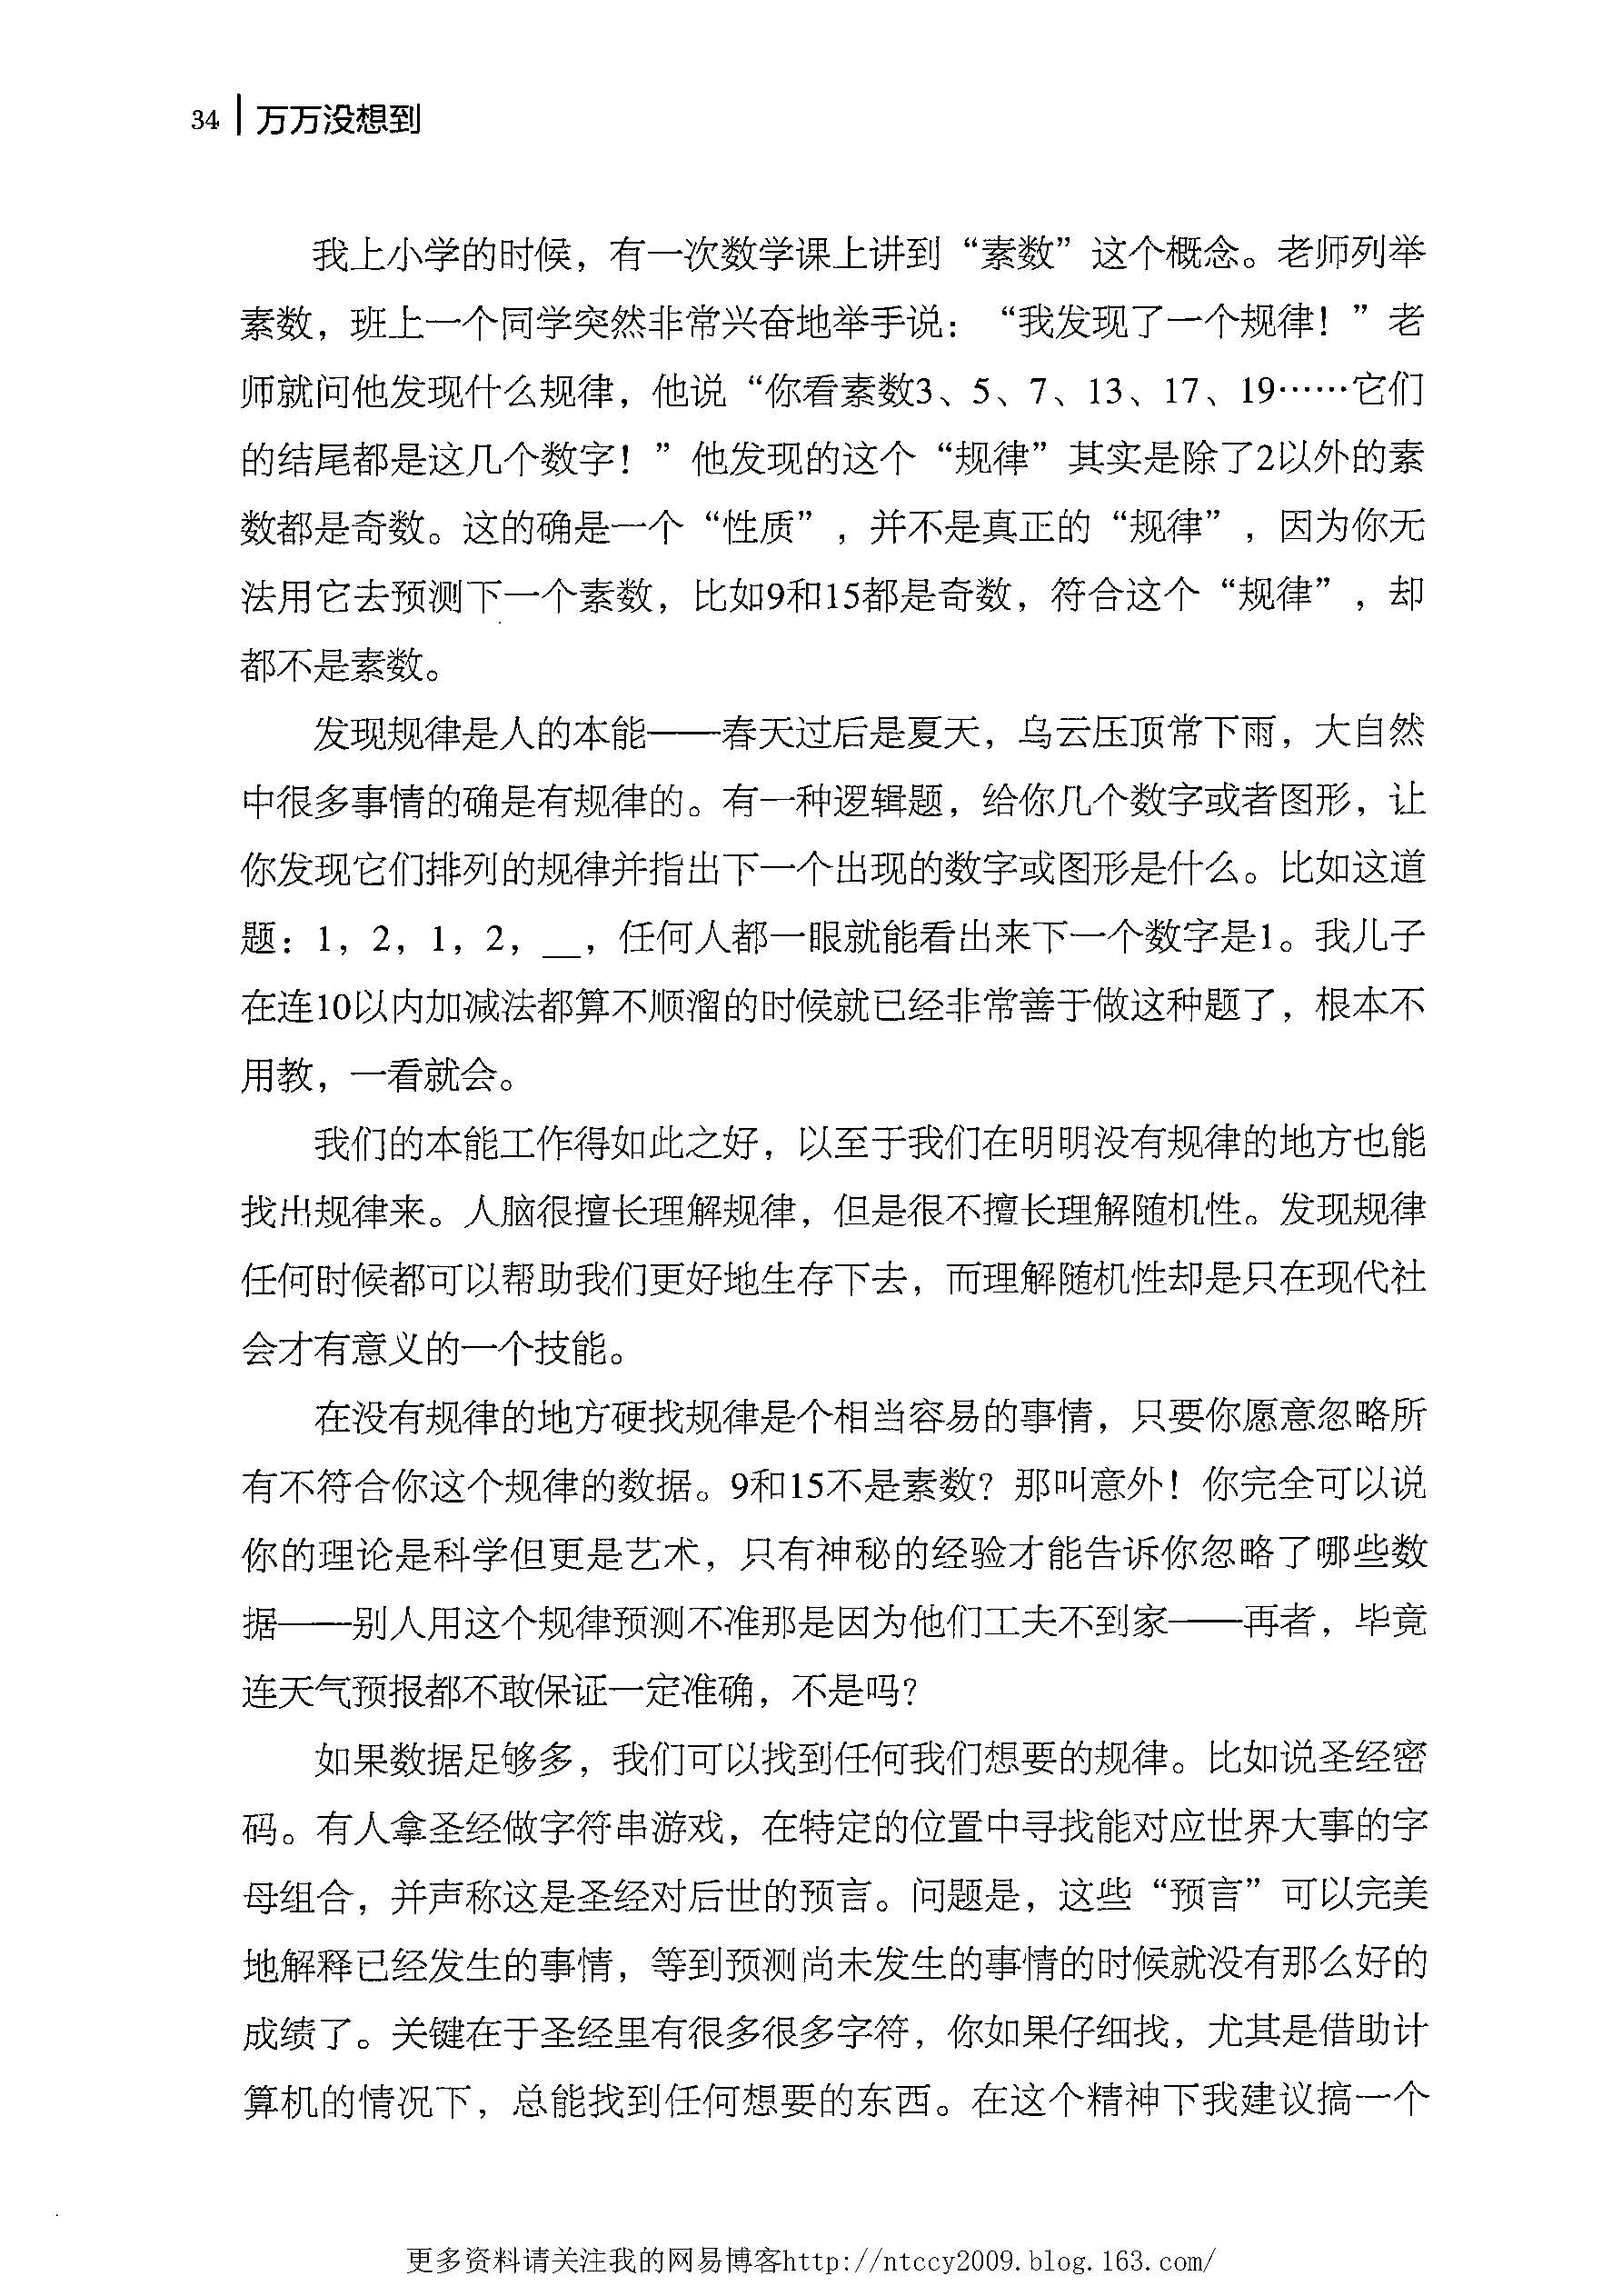 34 万万没想到
我上小学的时候，有一次数学课上讲到“素数”这个概念。老师列举
素数，班上一个同学突然非常兴奋地举手说：“我发现了一个规律！”老
师就问他发现什么规律，他说“你看素数3、5、7、13、17、19……它们
的结尾都是这几个数字！”他发现的这个“规律”其实是除了2以外的素
数都是奇数。这的确是一个“性质”，并不是真正的“规律”，因为你无
法用它去预测下一个素数，比如9和15都是奇数，符合这个“规律”，却
都不是素数。
发现规律是人的本能——春天过后是夏天，乌云压顶常下雨，大自然
中很多事情的确是有规律的。有一种逻辑题，给你几个数字或者图形，让
你发现它们排列的规律并指出下一个出现的数字或图形是什么。比如这道
题：1，2，1，2，__，任何人都一眼就能看出来下一个数字是1。我儿子
在连10以内加减法都算不顺溜的时候就已经非常善于做这种题了，根本不
用教，一看就会。
我们的本能工作得如此之好，以至于我们在明明没有规律的地方也能
找出规律来。人脑很擅长理解规律，但是很不擅长理解随机性。发现规律
任何时候都可以帮助我们更好地生存下去，而理解随机性却是只在现代社
会才有意义的一个技能。
在没有规律的地方硬找规律是个相当容易的事情，只要你愿意忽略所
有不符合你这个规律的数据。9和15不是素数？那叫意外！你完全可以说
你的理论是科学但更是艺术，只有神秘的经验才能告诉你忽略了哪些数
据——别人用这个规律预测不准那是因为他们工夫不到家——再者，毕竟
连天气预报都不敢保证一定准确，不是吗？
如果数据足够多，我们可以找到任何我们想要的规律。比如说圣经密
码。有人拿圣经做字符串游戏，在特定的位置中寻找能对应世界大事的字
母组合，并声称这是圣经对后世的预言。问题是，这些“预言”可以完美
地解释已经发生的事情，等到预测尚未发生的事情的时候就没有那么好的
成绩了。关键在于圣经里有很多很多字符，你如果仔细找，尤其是借助计
算机的情况下，总能找到任何想要的东西。在这个精神下我建议搞一个
更多资料请关注我的网易博客http://ntccy2009.blog.163.com/